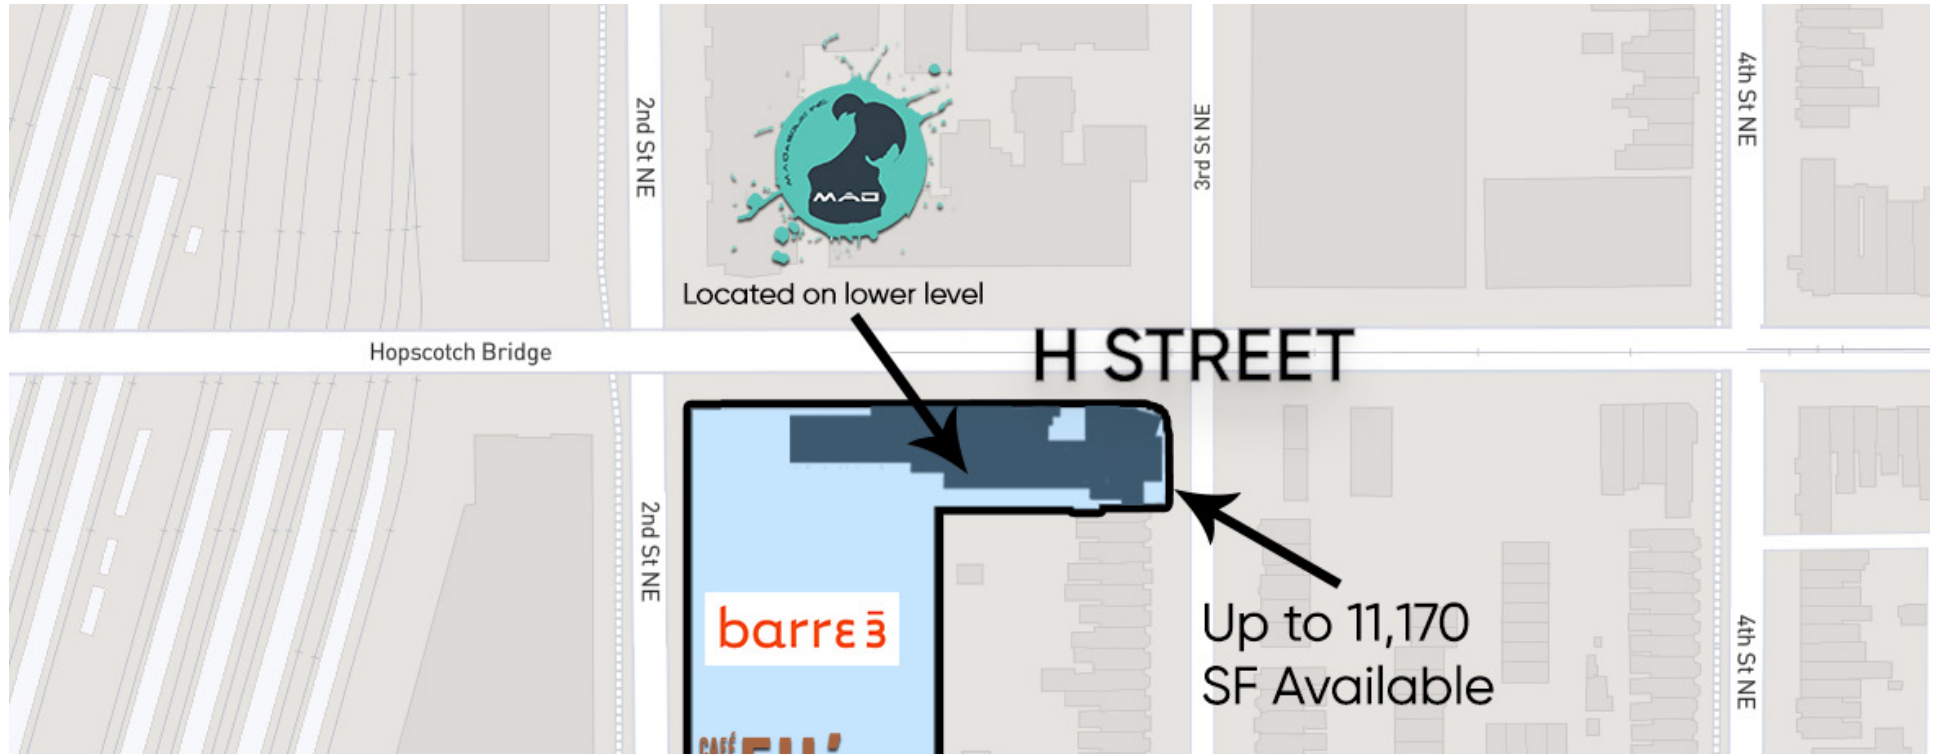 2nd St NE
MAD
3rd St NE
4th St NE
Located on lower level
Hopscotch Bridge
H STREET
2nd St NE
barre3
Up to 11,170
SF Available
4th St NE
CAFÉ